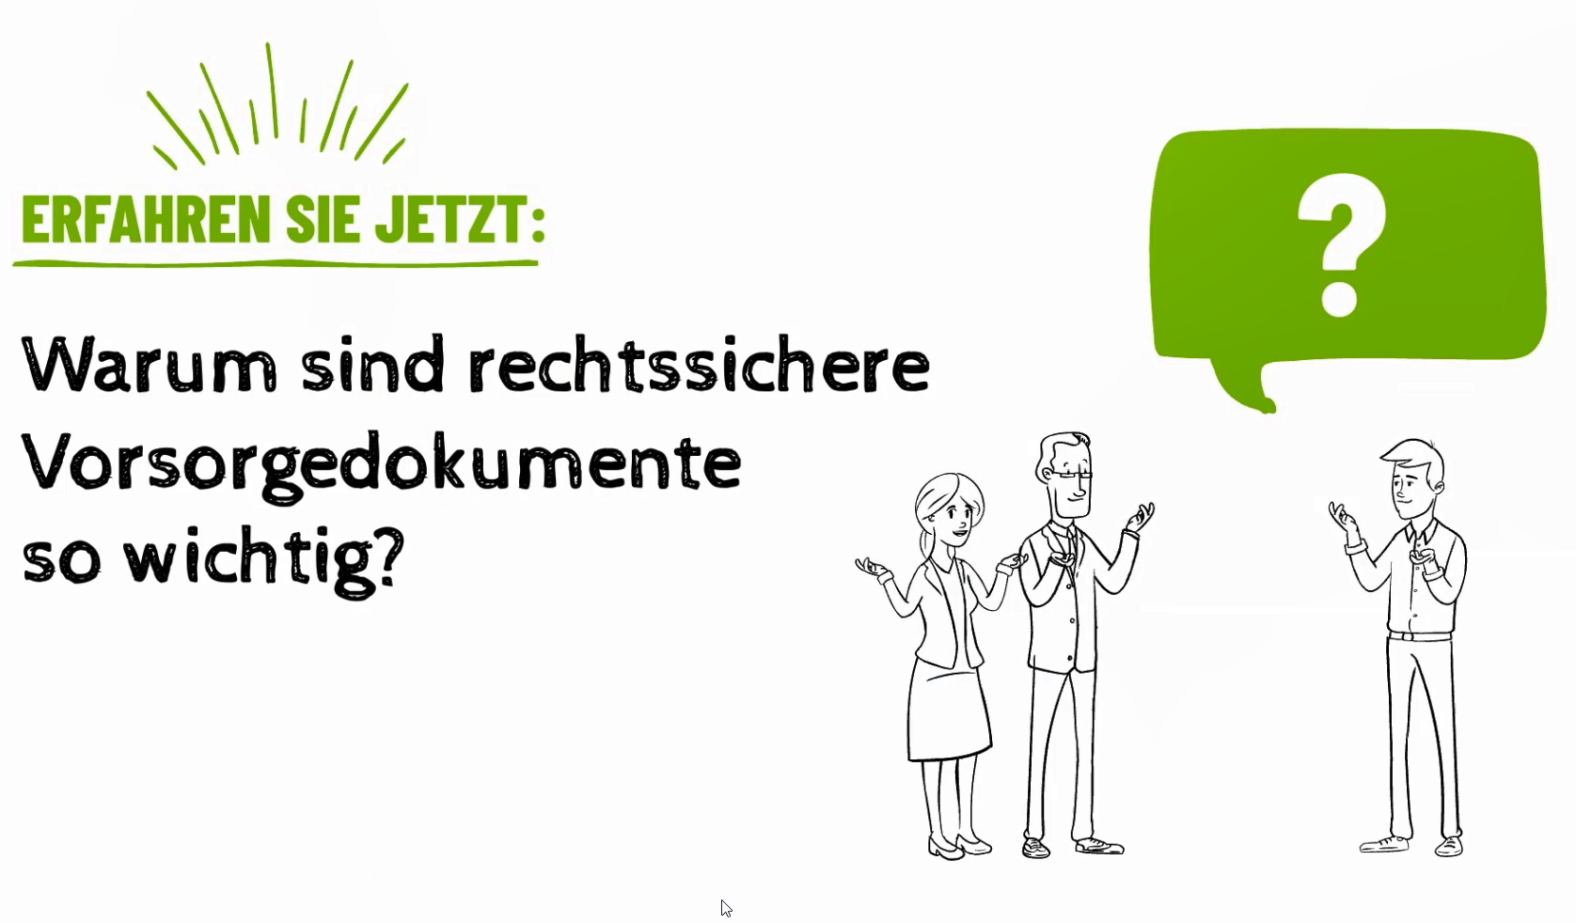 ERFAHREN SIE JETZT:
Warum sind rechtssichere
Vorsorgedokumente
so wichtig?
?